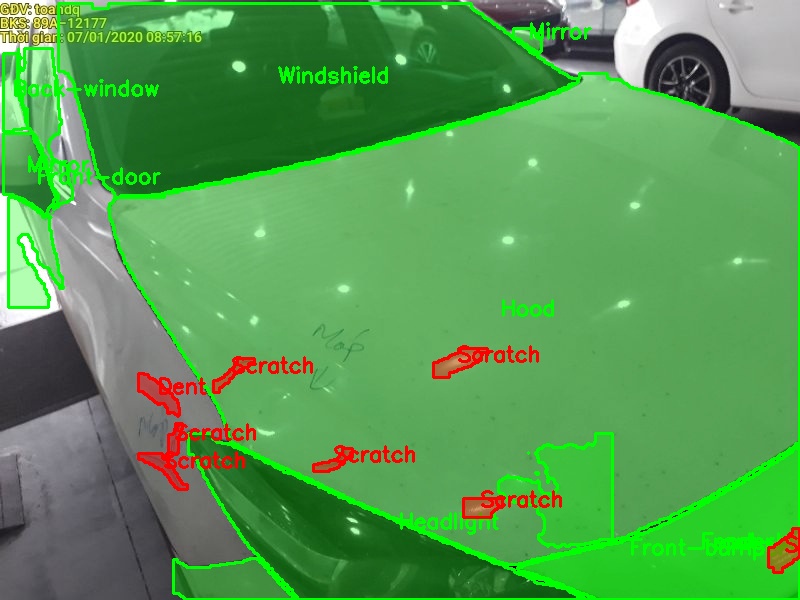 GDV: toandq
BKS: 89A-12177
Thời gian: 07/01/2020 08:57:16
Mirror
Windshield
Back-window
Mirror
Front-door
Hood
Scratch
Scratch
Dent
Scratch
Scratch
Scratch
Scratch
Headlight
Front-bump